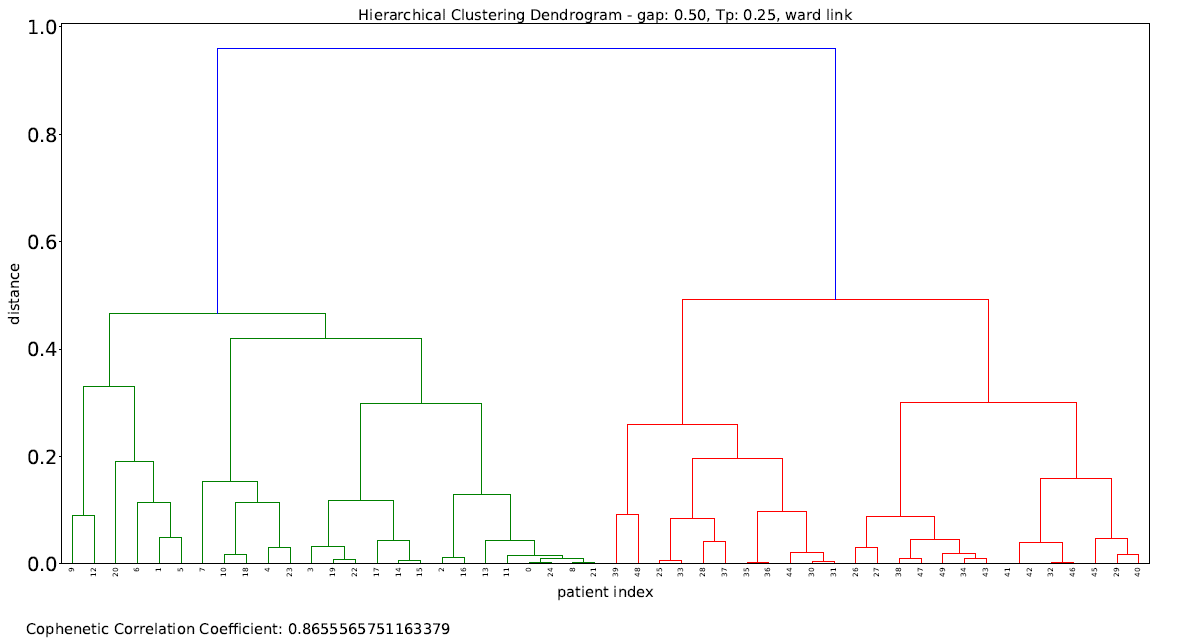 Hierarchical Clustering Dendrogram - gap: 0.50, Tp: 0.25, ward link
1.0
0.8
0.6
0.4
0.2
0.0
distance
9 12 20 6 1 5 7 10 18 4 23 3 19 22 17 14 15 2 16 13 11 0 24 8 21 39 48 25 33 28 37 35 36 44 30 31 26 27 38 47 49 34 43 41 42 32 46 45 29 40
patient index
Cophenetic Correlation Coefficient: 0.8655565751163379